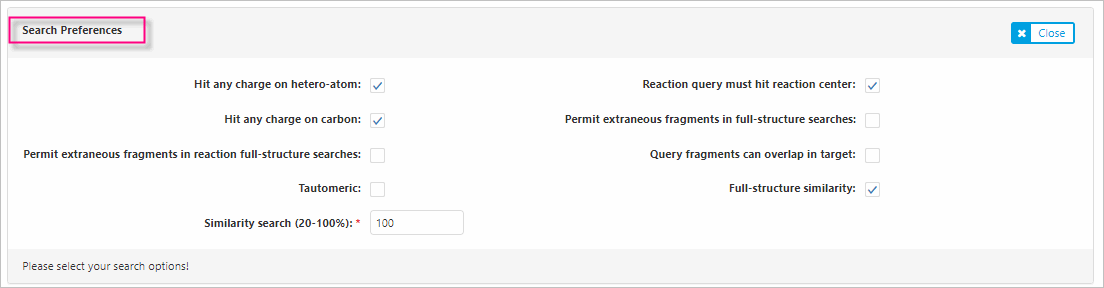 Search Preferences
Close
Hit any charge on hetero-atom:
Reaction query must hit reaction center:
Hit any charge on carbon:
Permit extraneous fragments in full-structure searches:
Permit extraneous fragments in reaction full-structure searches:
Query fragments can overlap in target:
Tautomeric:
Full-structure similarity:
Similarity search (20-100%): * 100
Please select your search options!